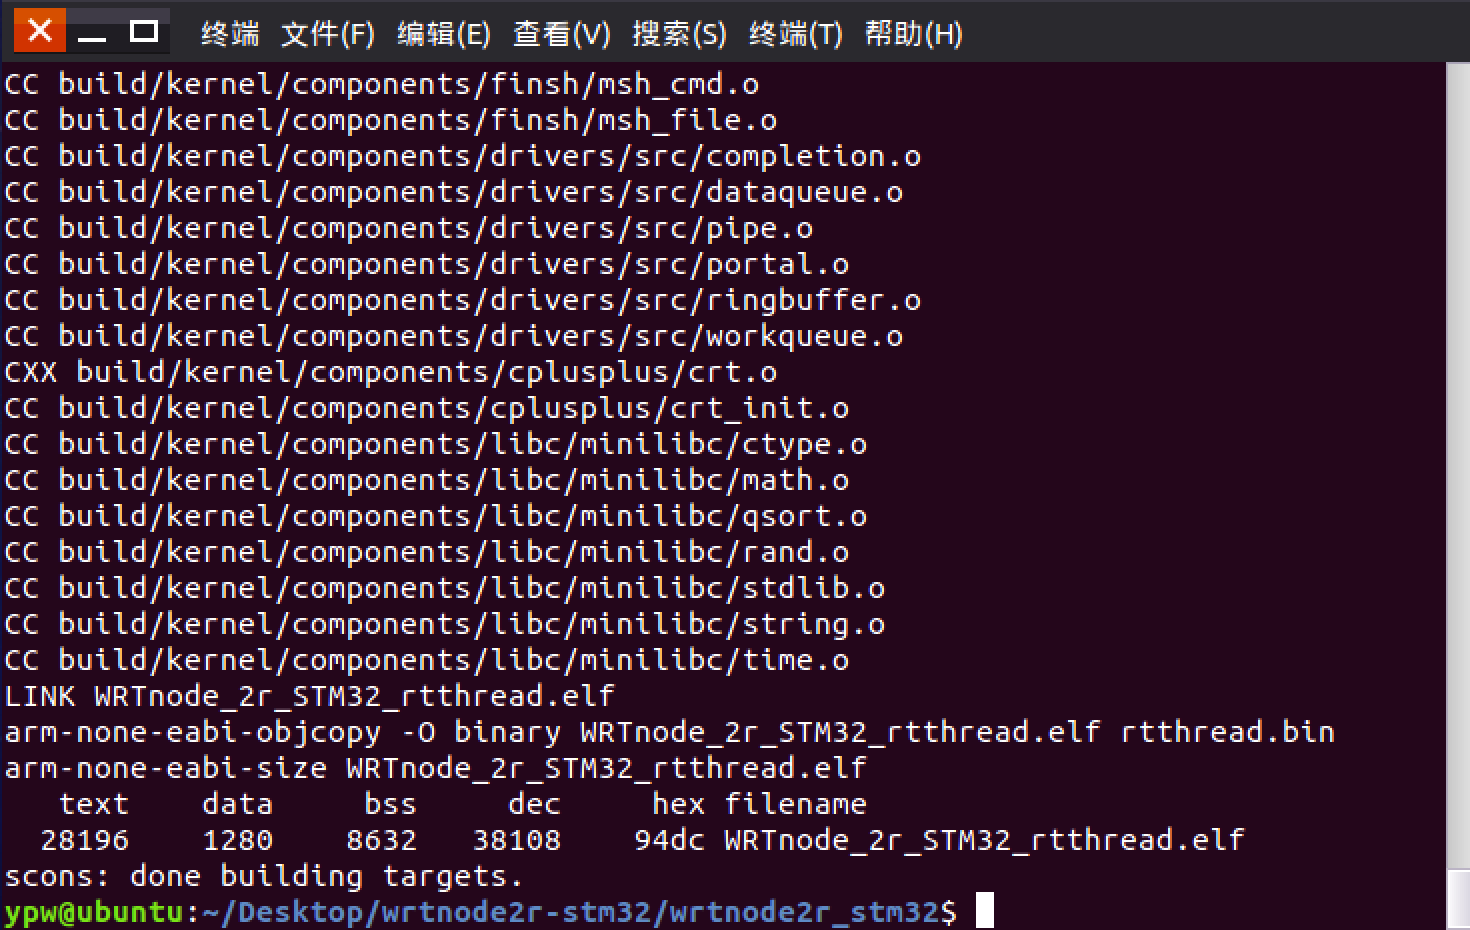 终端 文件(F) 编辑(E) 查看(V) 搜索(S) 终端(T) 帮助(H)
CC build/kernel/components/finsh/msh_cmd.o
CC build/kernel/components/finsh/msh_file.o
CC build/kernel/components/drivers/src/completion.o
CC build/kernel/components/drivers/src/dataqueue.o
CC build/kernel/components/drivers/src/pipe.o
CC build/kernel/components/drivers/src/portal.o
CC build/kernel/components/drivers/src/ringbuffer.o
CC build/kernel/components/drivers/src/workqueue.o
CXX build/kernel/components/cplusplus/crt.o
CC build/kernel/components/cplusplus/crt_init.o
CC build/kernel/components/libc/minilibc/ctype.o
CC build/kernel/components/libc/minilibc/math.o
CC build/kernel/components/libc/minilibc/qsort.o
CC build/kernel/components/libc/minilibc/rand.o
CC build/kernel/components/libc/minilibc/stdlib.o
CC build/kernel/components/libc/minilibc/string.o
CC build/kernel/components/libc/minilibc/time.o
LINK WRTnode_2r_STM32_rtthread.elf
arm-none-eabi-objcopy -O binary WRTnode_2r_STM32_rtthread.elf rtthread.bin
arm-none-eabi-size WRTnode_2r_STM32_rtthread.elf
   text    data     bss     dec     hex filename
  28196    1280    8632   38108    94dc WRTnode_2r_STM32_rtthread.elf
scons: done building targets.
ypw@ubuntu:~/Desktop/wrtnode2r-stm32/wrtnode2r_stm32$